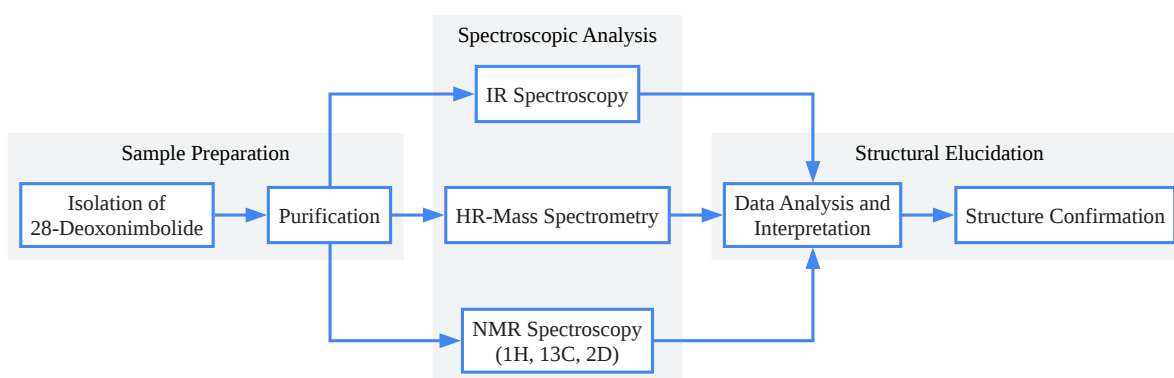 Spectroscopic Analysis
IR Spectroscopy
Sample Preparation
Structural Elucidation
Isolation of
28-Deoxonimbolide
Purification
HR-Mass Spectrometry
Data Analysis and
Interpretation
Structure Confirmation
NMR Spectroscopy
(1H, 13C, 2D)